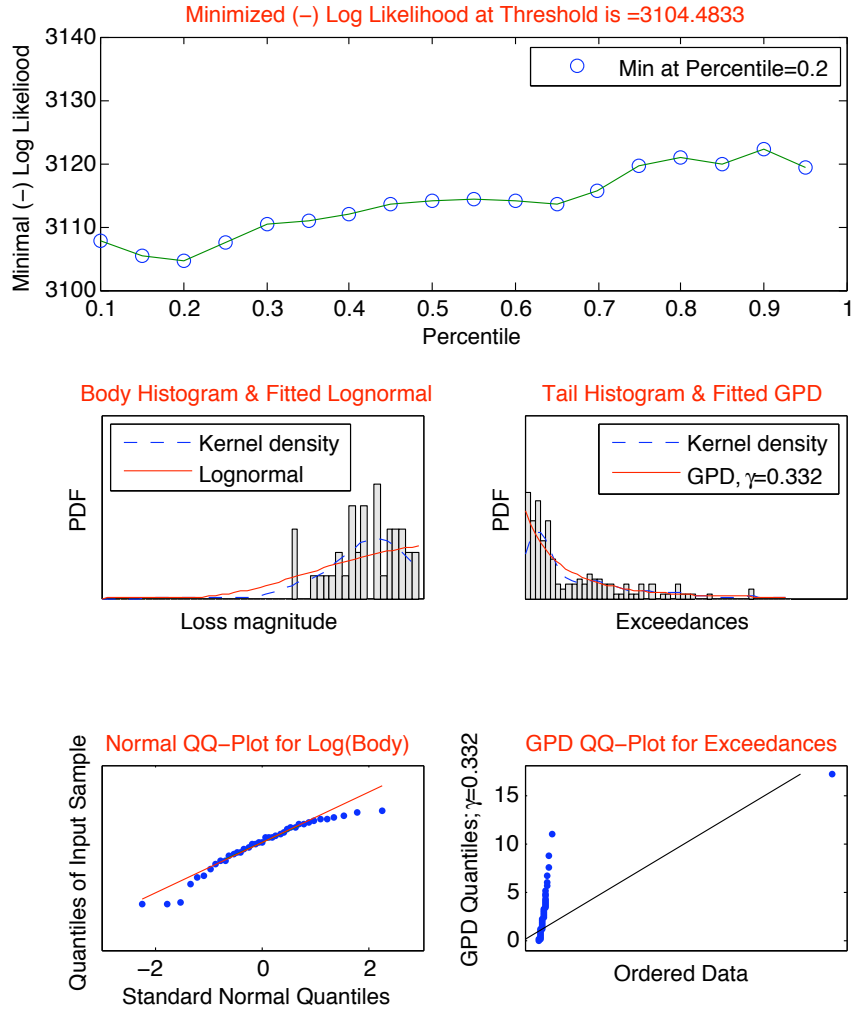 Minimized (−) Log Likelihood at Threshold is =3104.4833
Minimal (−) Log Likeliood
3140
3130
3120
3110
3100
Min at Percentile=0.2
0.1 0.2 0.3 0.4 0.5 0.6 0.7 0.8 0.9 1
Percentile
Body Histogram & Fitted Lognormal
PDF
Kernel density
Lognormal
Loss magnitude
Tail Histogram & Fitted GPD
PDF
Kernel density
GPD, γ=0.332
Exceedances
Normal QQ−Plot for Log(Body)
Quantiles of Input Sample
−2 0 2
Standard Normal Quantiles
GPD QQ−Plot for Exceedances
GPD Quantiles; γ=0.332
15
10
5
0
Ordered Data